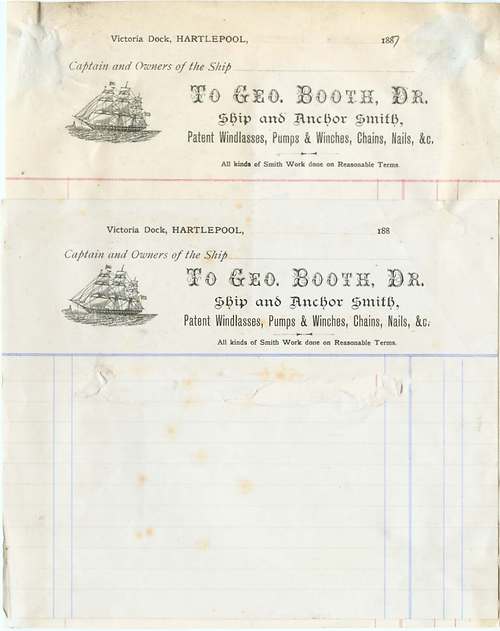 Victoria Dock, HARTLEPOOL, 1887
Captain and Owners of the Ship
TO GEO. BOOTH, DR.
Ship and Anchor Smith,
Patent Windlasses, Pumps & Winches, Chains, Nails, &c.
All kinds of Smith Work done on Reasonable Terms.
Victoria Dock, HARTLEPOOL, 188
Captain and Owners of the Ship
TO GEO. BOOTH, DR.
Ship and Anchor Smith,
Patent Windlasses, Pumps & Winches, Chains, Nails, &c.
All kinds of Smith Work done on Reasonable Terms.